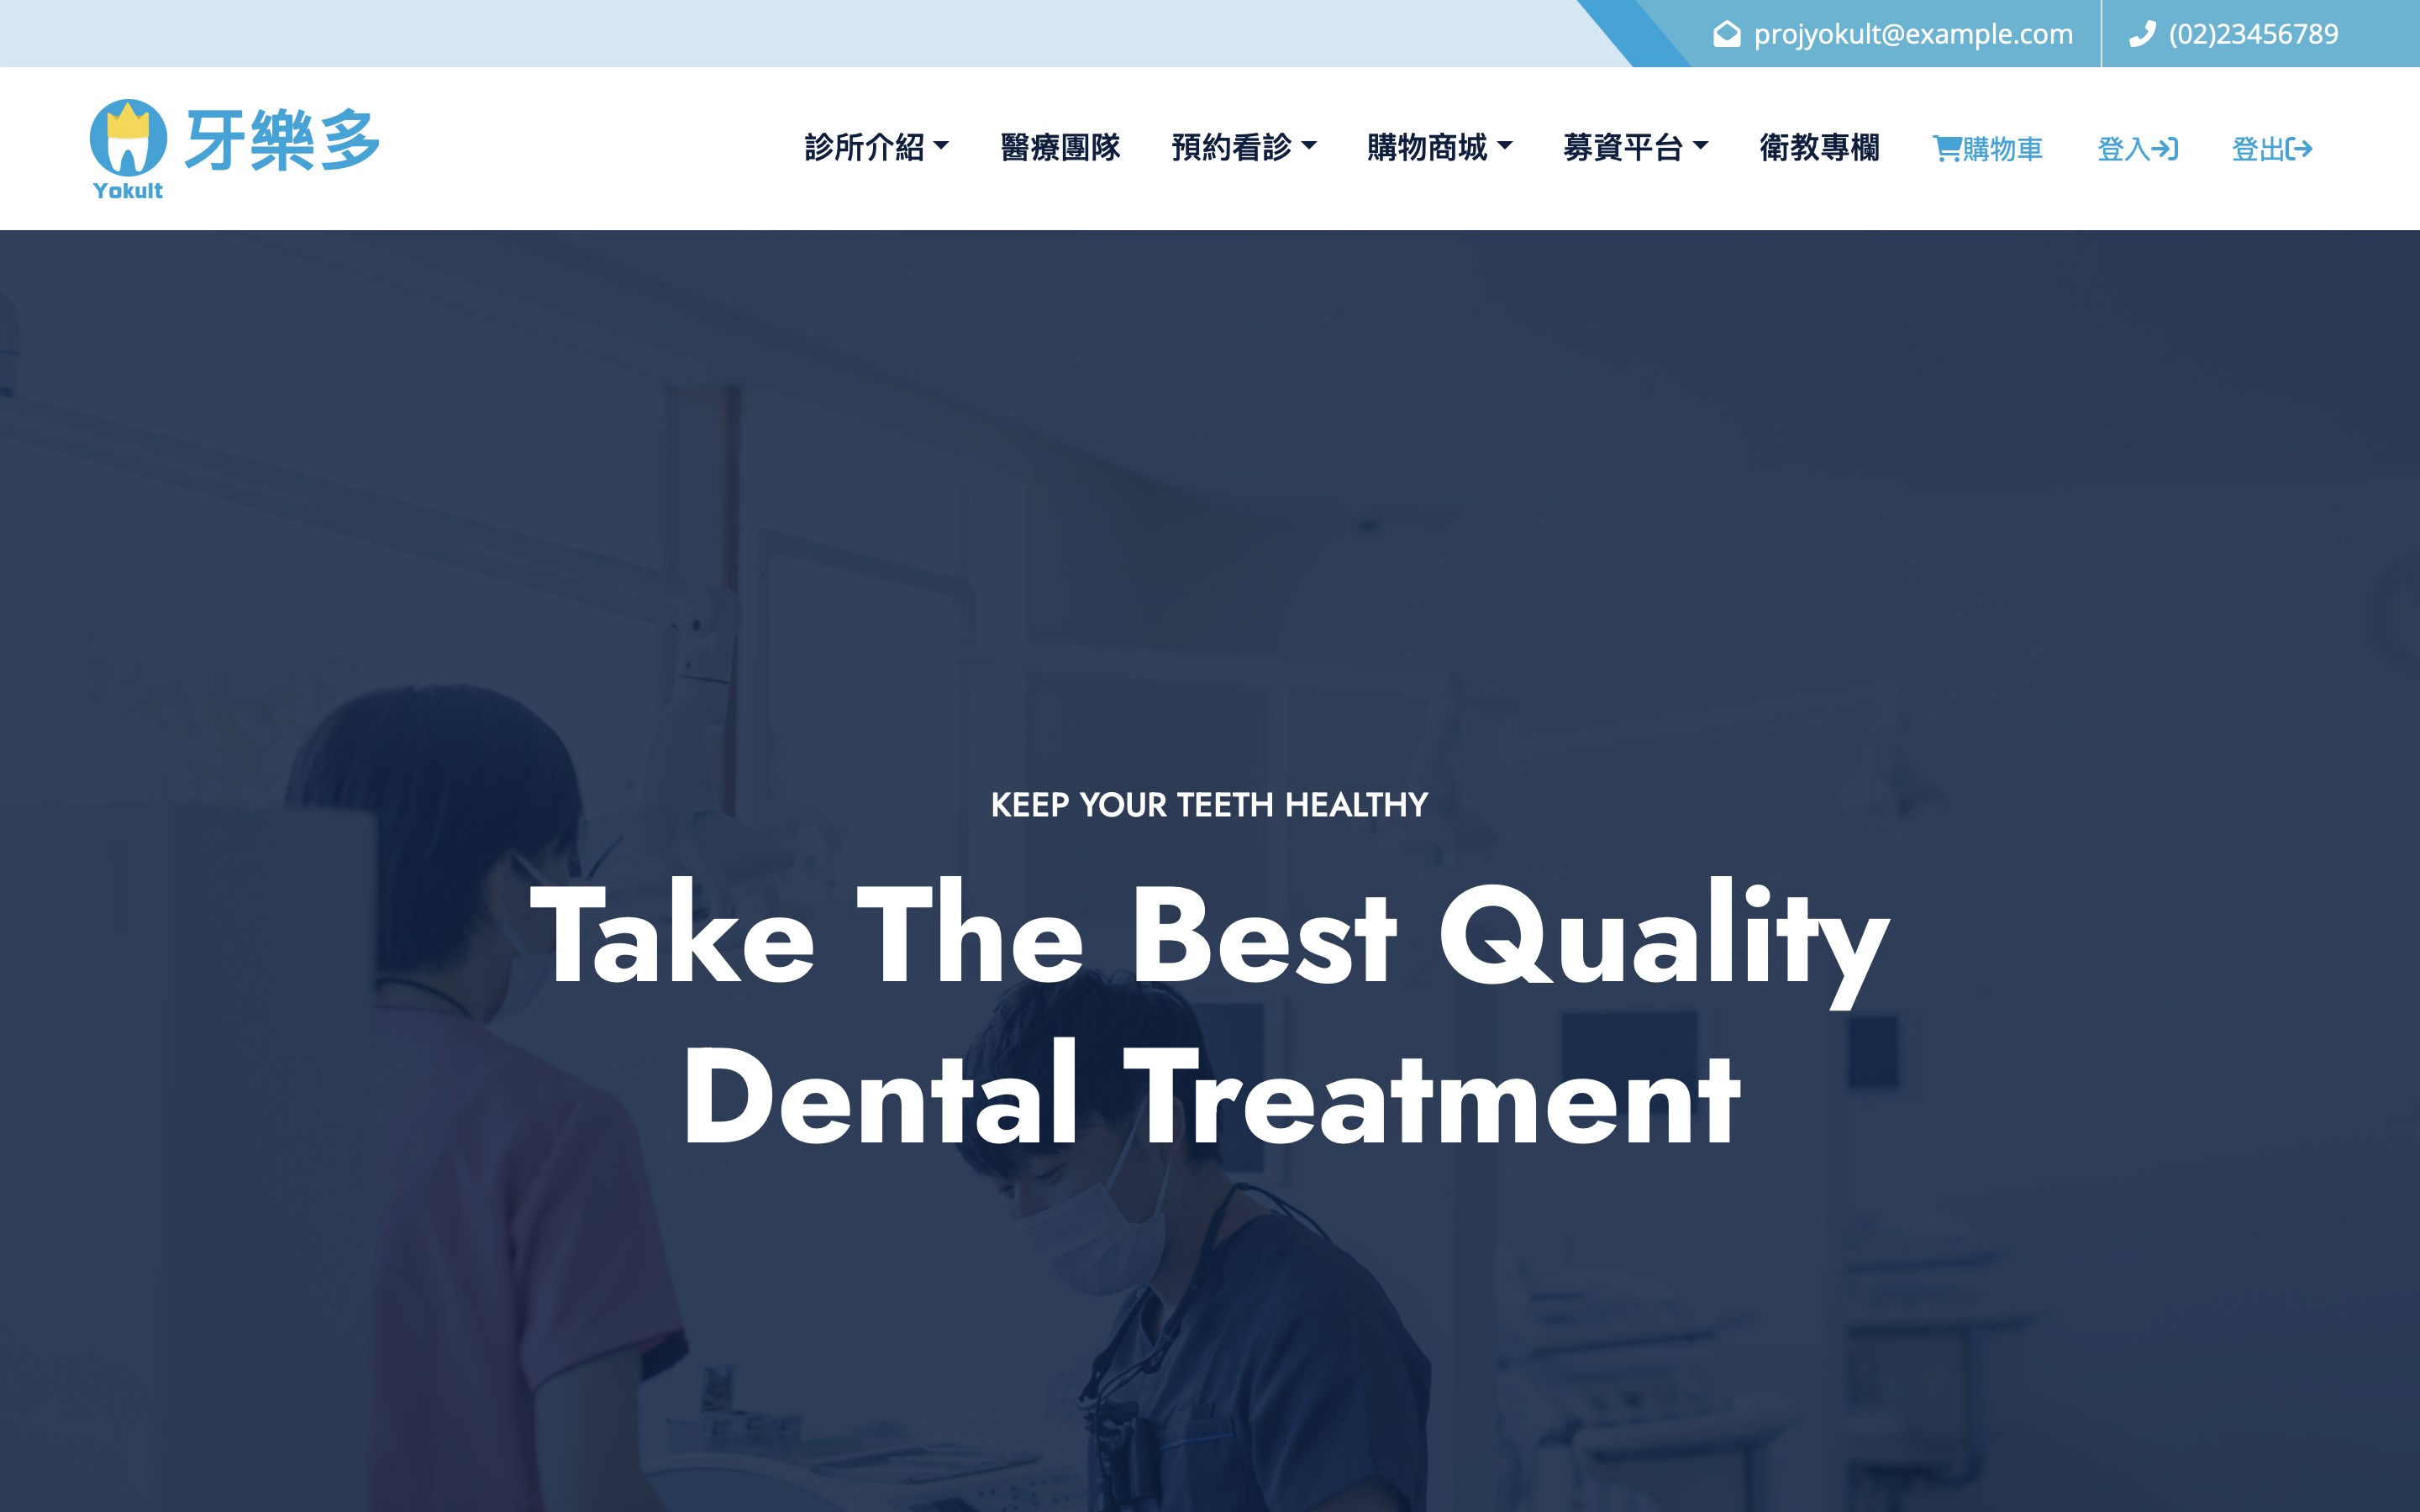 projyokult@example.com
(02)23456789
牙樂多
Yokult
診所介紹
醫療團隊
預約看診
購物商城
募資平台
衛教專欄
購物車
登入
登出
KEEP YOUR TEETH HEALTHY
Take The Best Quality
Dental Treatment